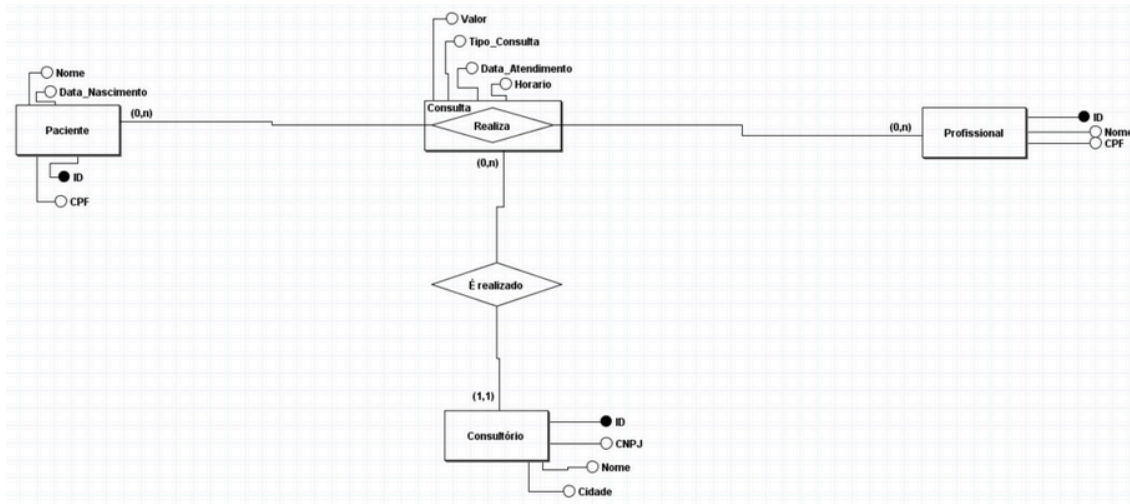 Valor
Tipo_Consulta
Data_Atendimento
Horario
Nome
Data_Nascimento
Paciente
(0,n)
ID
CPF
Consulta
Realiza
(0,n)
(0,n)
Profissional
ID
Nome
CPF
É realizado
(1,1)
Consultório
ID
CNPJ
Nome
Cidade